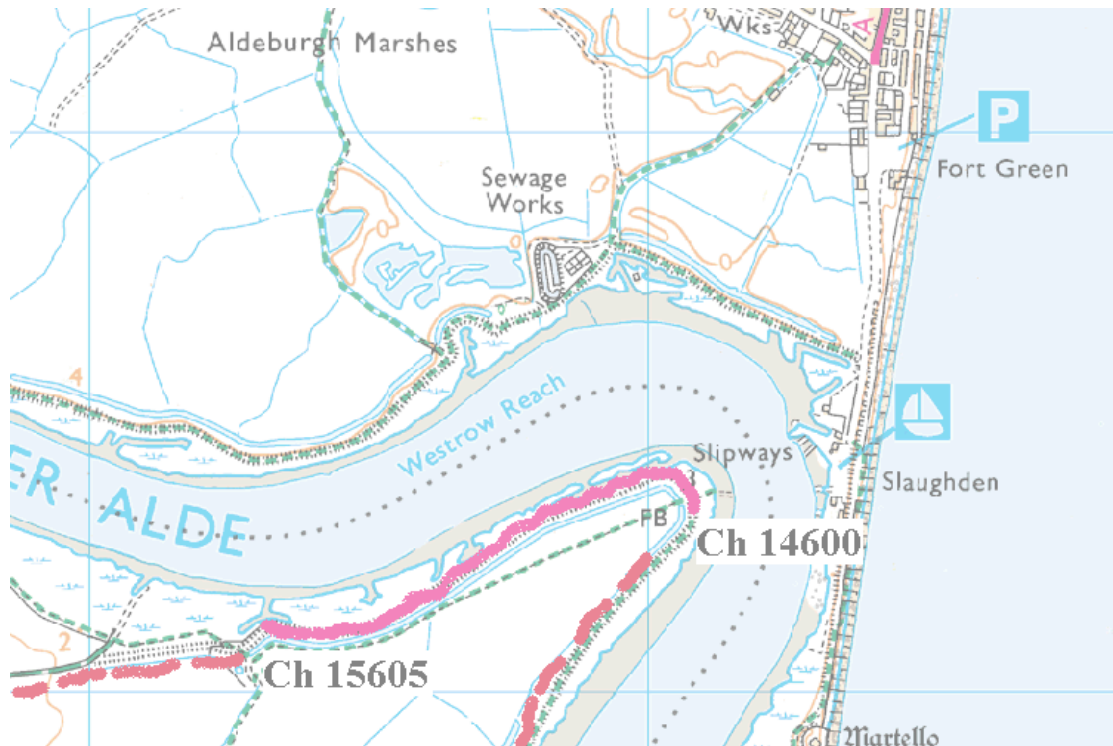 Wks
A
Aldeburgh Marshes
P
Fort Green
Sewage
Works
4
Westrow Reach
Slipways
Slaughden
ER ALDE
FB
Ch 14600
2
Ch 15605
Martello